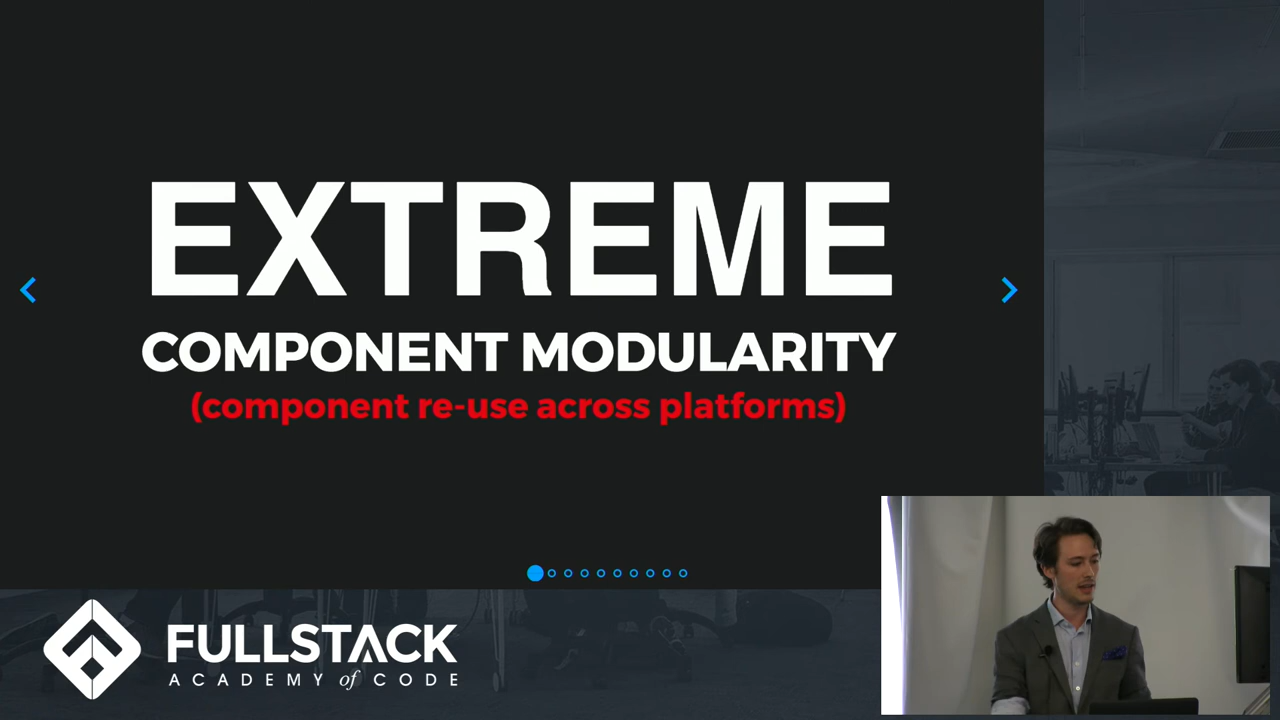 EXTREME
COMPONENT MODULARITY
(component re-use across platforms)
FULLSTACK
ACADEMY of CODE